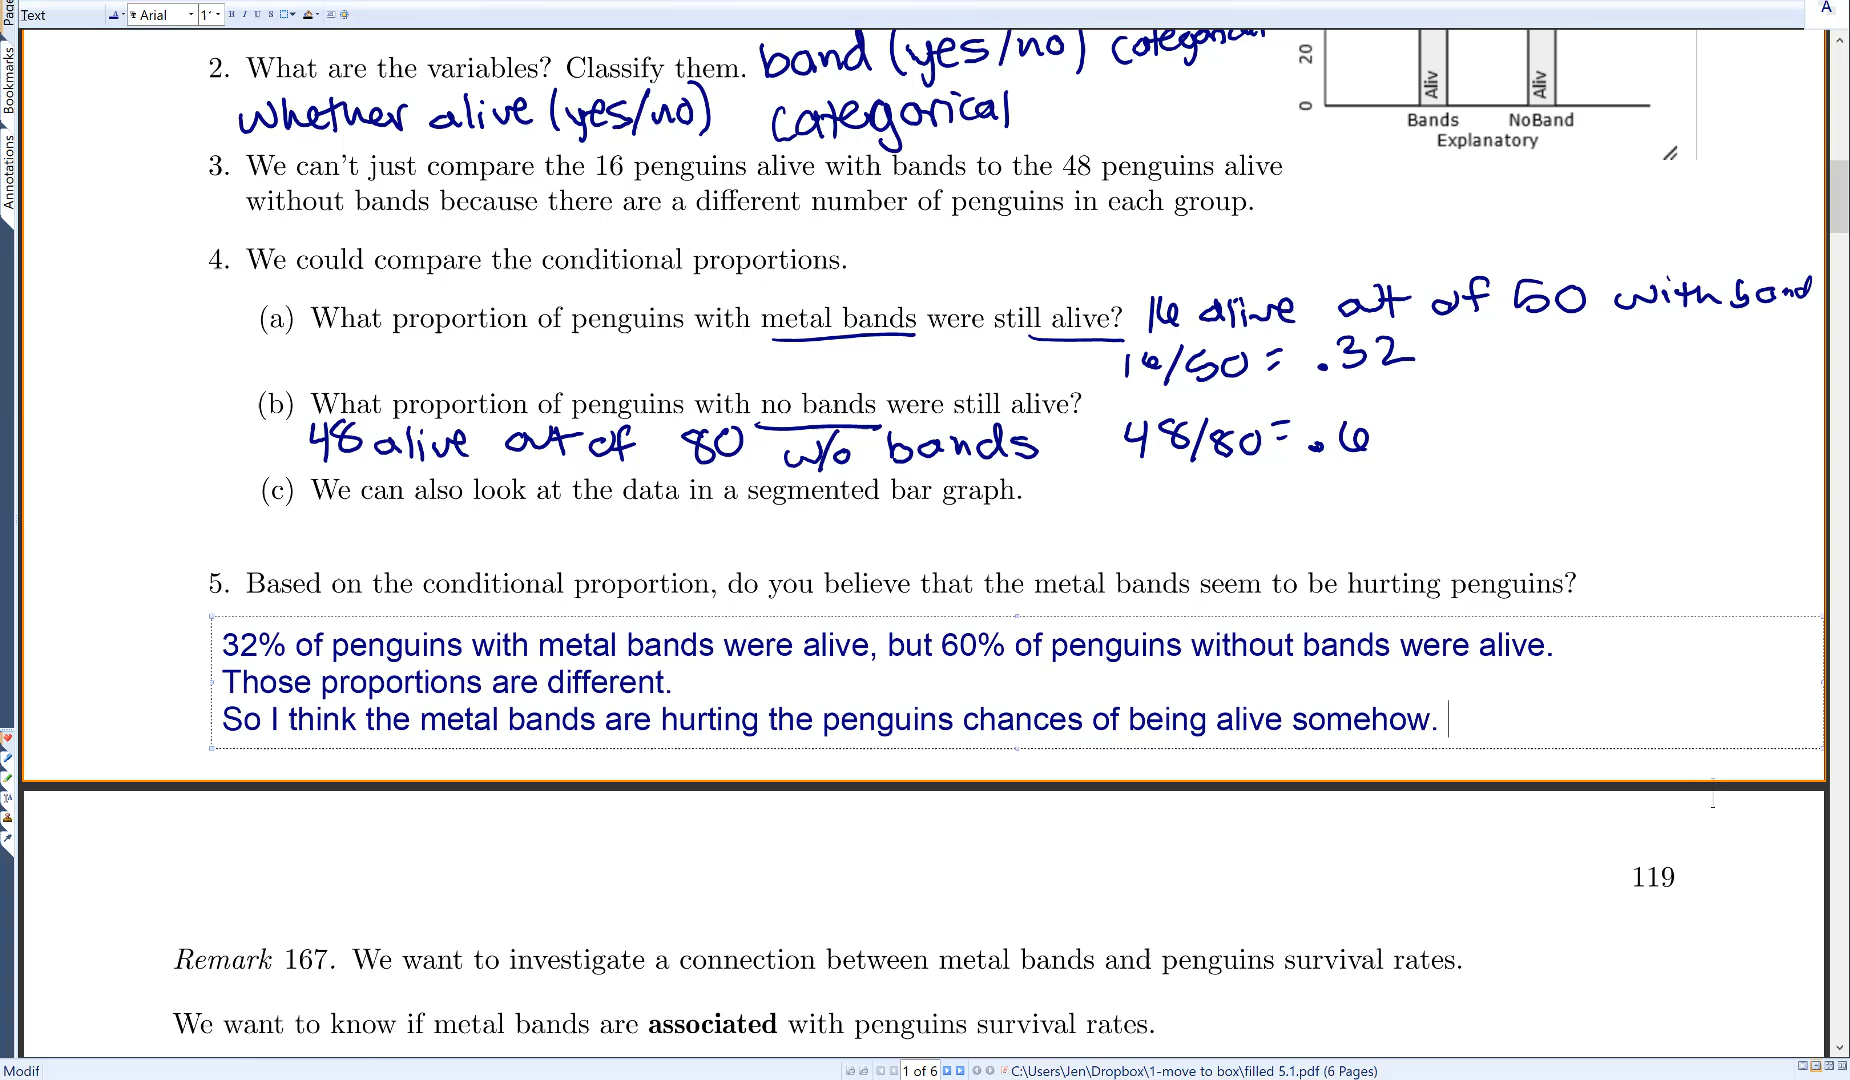 Text
Arial
B I U S
A
Page
Bookmarks
Annotations
2. What are the variables? Classify them. band (yes/no) categorical
whether alive (yes/no) categorical
20
0
Aliv
Aliv
Bands NoBand
Explanatory
3. We can't just compare the 16 penguins alive with bands to the 48 penguins alive
without bands because there are a different number of penguins in each group.
4. We could compare the conditional proportions.
(a) What proportion of penguins with metal bands were still alive? 16 alive out of 50 with band
16/50 = .32
(b) What proportion of penguins with no bands were still alive?
48 alive out of 80 w/o bands 48/80 = .6
(c) We can also look at the data in a segmented bar graph.
5. Based on the conditional proportion, do you believe that the metal bands seem to be hurting penguins?
32% of penguins with metal bands were alive, but 60% of penguins without bands were alive.
Those proportions are different.
So I think the metal bands are hurting the penguins chances of being alive somehow.
119
Remark 167. We want to investigate a connection between metal bands and penguins survival rates.
We want to know if metal bands are associated with penguins survival rates.
Modif
1 of 6
C:\Users\Jen\Dropbox\1-move to box\filled 5.1.pdf (6 Pages)